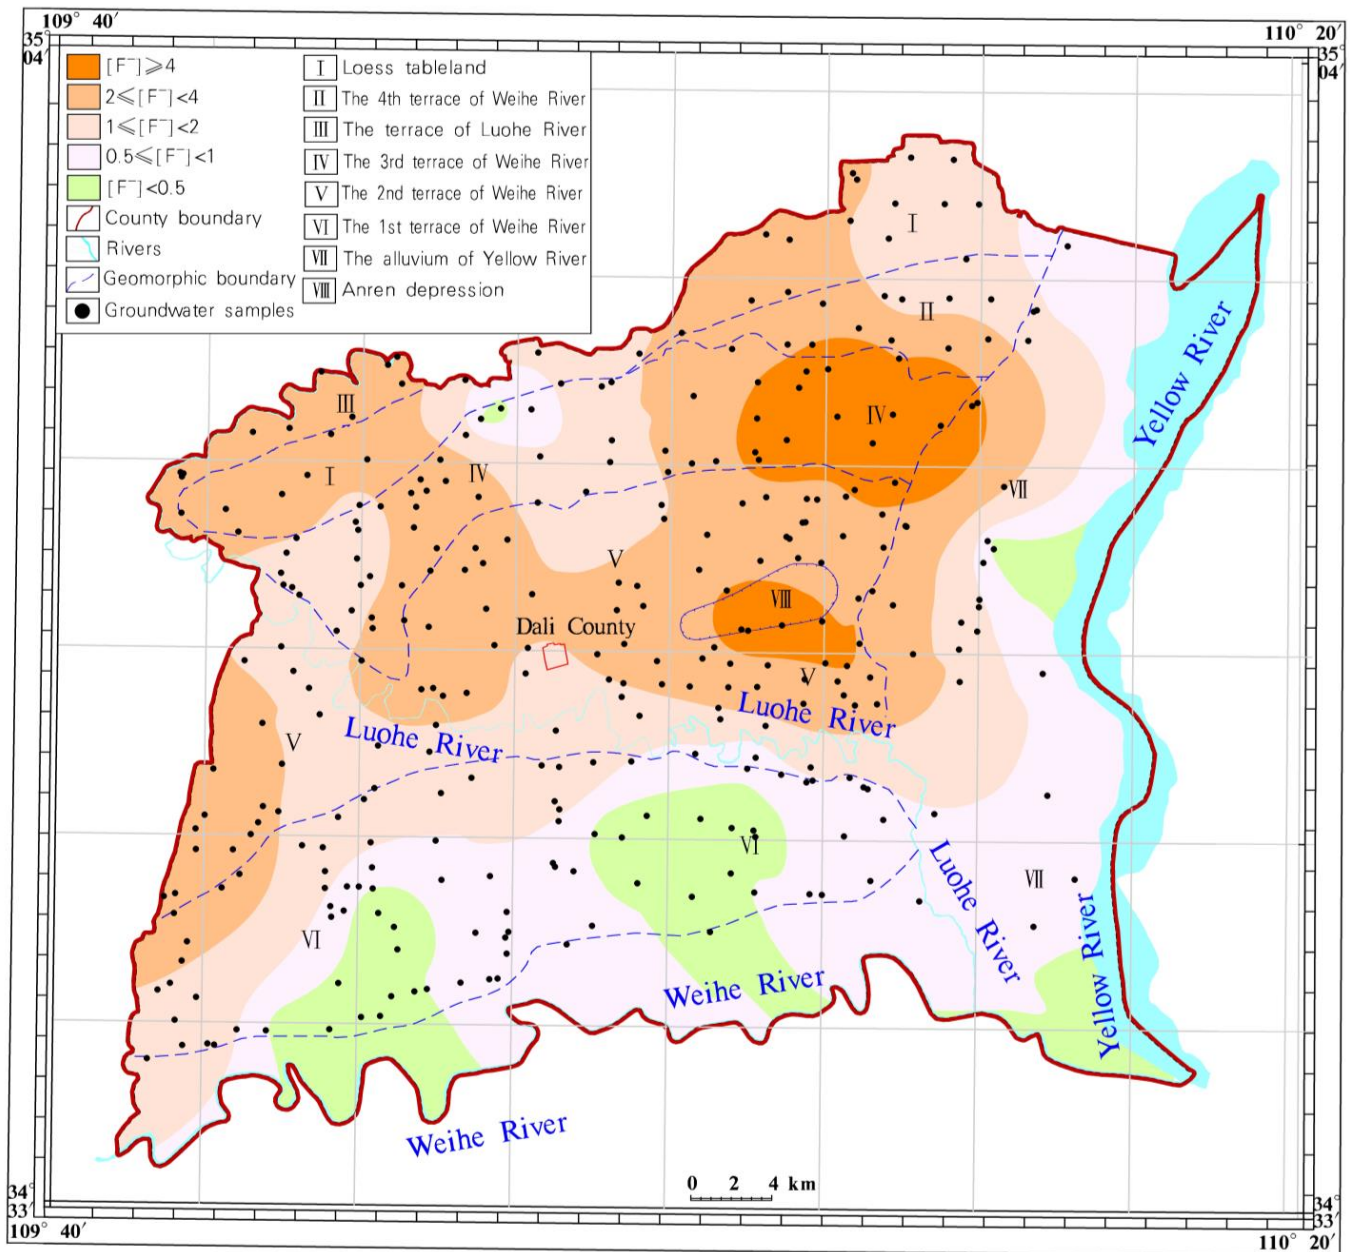 109° 40′
110° 20′
35°
04′
35°
04′
[F⁻]⩾4
2⩽[F⁻]<4
1⩽[F⁻]<2
0.5⩽[F⁻]<1
[F⁻]<0.5
County boundary
Rivers
Geomorphic boundary
Groundwater samples
I Loess tableland
II The 4th terrace of Weihe River
III The terrace of Luohe River
IV The 3rd terrace of Weihe River
V The 2nd terrace of Weihe River
VI The 1st terrace of Weihe River
VII The alluvium of Yellow River
VIII Anren depression
I
II
Yellow River
III
IV
I
IV
VII
V
VIII
Dali County
V
Luohe River
Luohe River
V
VI
Luohe River
VII
VI
Yellow River
Weihe River
Weihe River
0 2 4 km
34°
33′
34°
33′
109° 40′
110° 20′